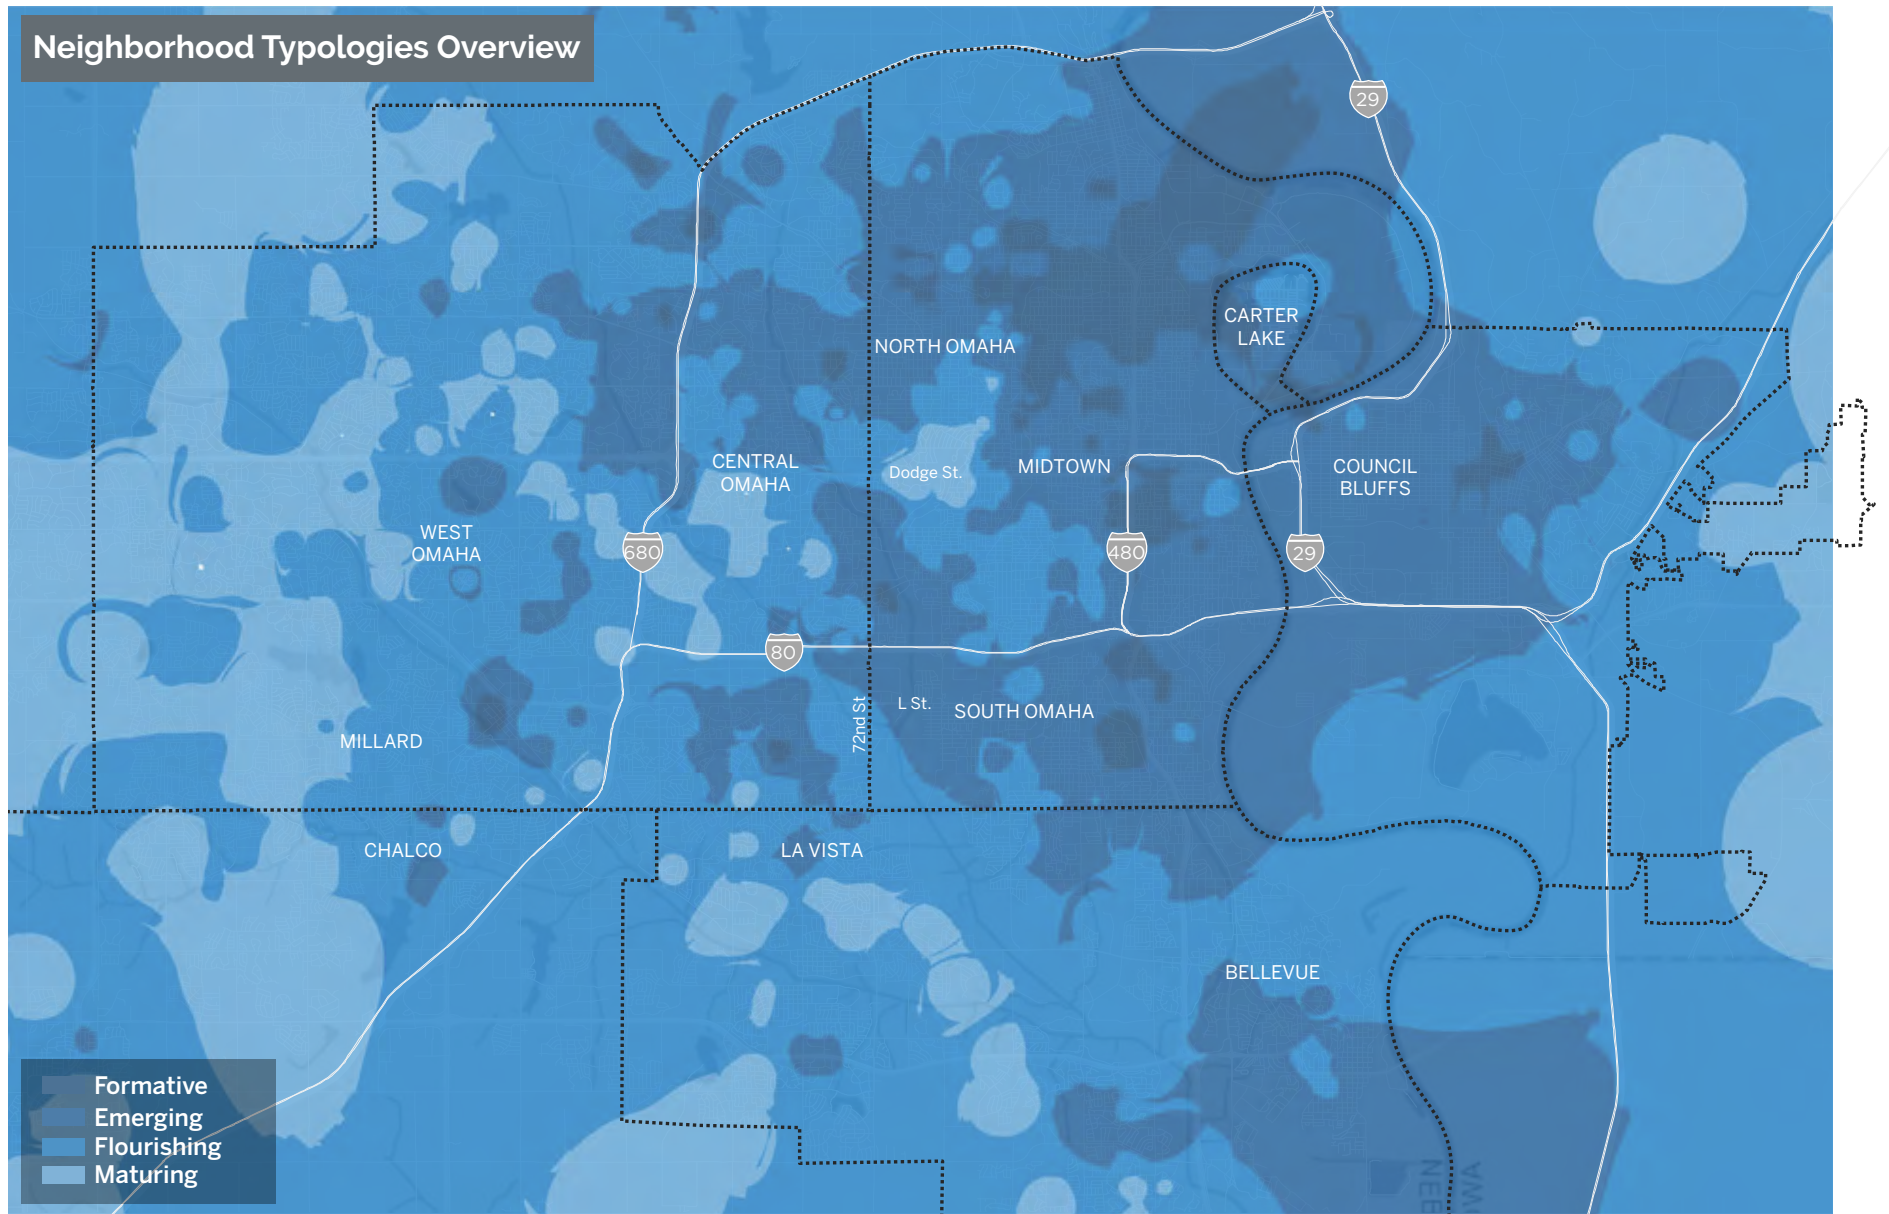 Neighborhood Typologies Overview
29
CARTER
LAKE
NORTH OMAHA
CENTRAL
OMAHA
Dodge St.
MIDTOWN
COUNCIL
BLUFFS
WEST
OMAHA
680
480
29
80
72nd St
L St.
SOUTH OMAHA
MILLARD
CHALCO
LA VISTA
BELLEVUE
Formative
Emerging
Flourishing
Maturing